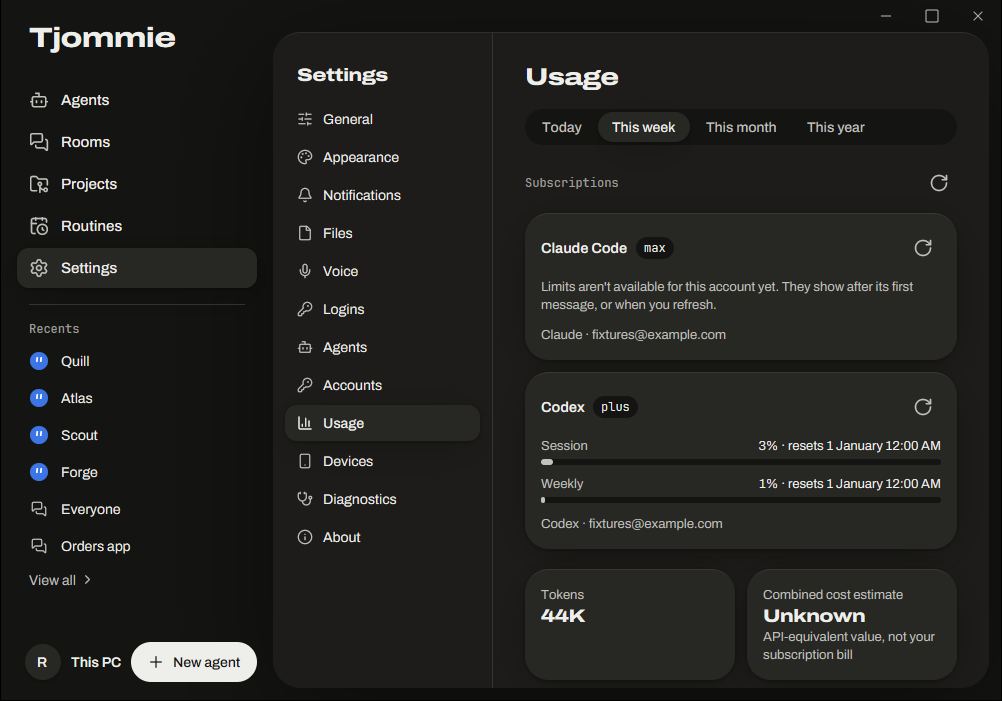 Tjommie
Agents
Rooms
Projects
Routines
Settings
Recents
Quill
Atlas
Scout
Forge
Everyone
Orders app
View all
R
This PC
New agent
Settings
General
Appearance
Notifications
Files
Voice
Logins
Agents
Accounts
Usage
Devices
Diagnostics
About
Usage
Today
This week
This month
This year
Subscriptions
Claude Code max
Limits aren't available for this account yet. They show after its first
message, or when you refresh.
Claude · fixtures@example.com
Codex plus
Session 3% · resets 1 January 12:00 AM
Weekly 1% · resets 1 January 12:00 AM
Codex · fixtures@example.com
Tokens
44K
Combined cost estimate
Unknown
API-equivalent value, not your
subscription bill